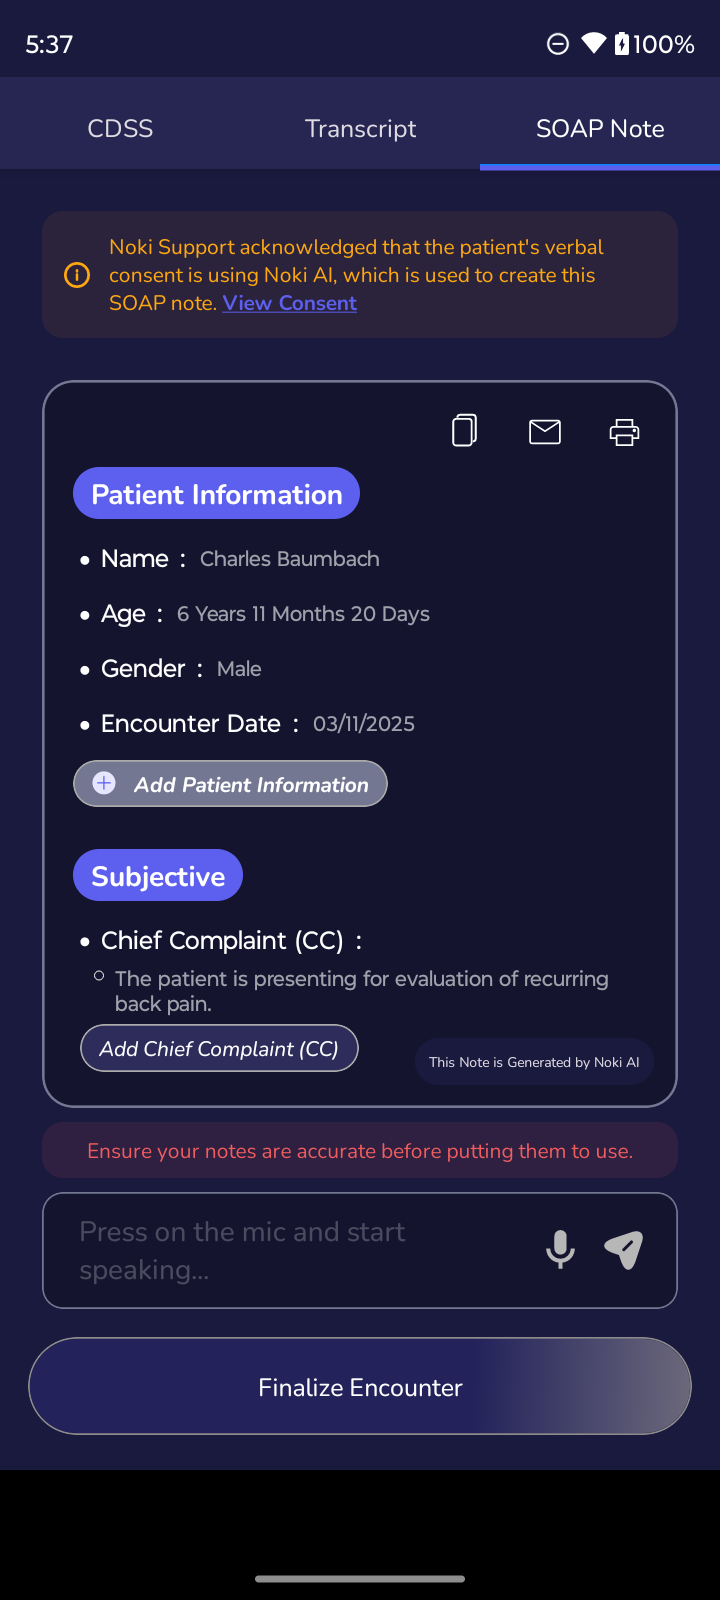 5:37
100%
CDSS
Transcript
SOAP Note
Noki Support acknowledged that the patient's verbal
consent is using Noki AI, which is used to create this
SOAP note. View Consent
Patient Information
• Name : Charles Baumbach
• Age : 6 Years 11 Months 20 Days
• Gender : Male
• Encounter Date : 03/11/2025
Add Patient Information
Subjective
• Chief Complaint (CC) :
The patient is presenting for evaluation of recurring
back pain.
Add Chief Complaint (CC)
This Note is Generated by Noki AI
Ensure your notes are accurate before putting them to use.
Press on the mic and start
speaking...
Finalize Encounter